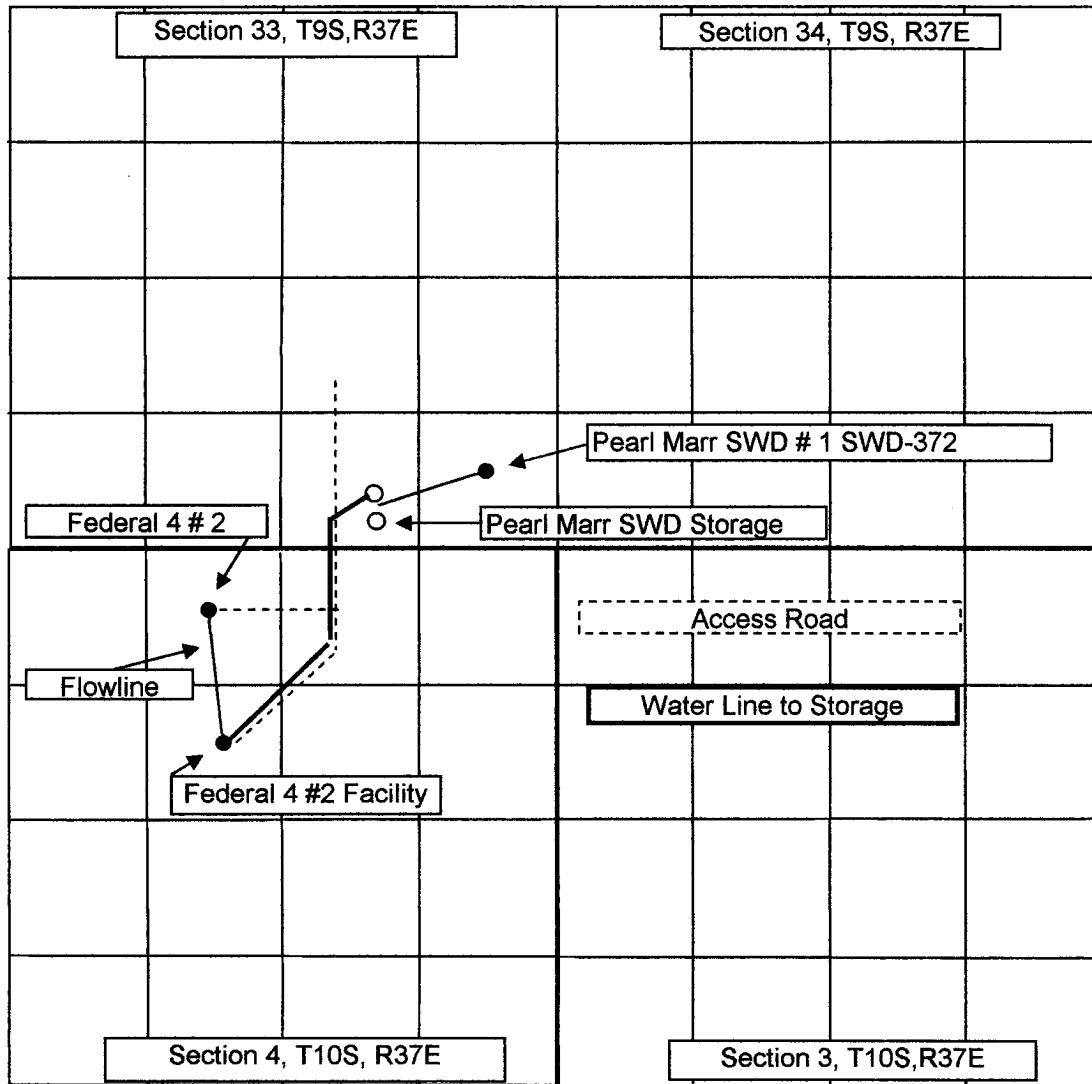 Section 33, T9S,R37E
Section 34, T9S, R37E
Pearl Marr SWD # 1 SWD-372
Federal 4 # 2
Pearl Marr SWD Storage
Access Road
Flowline
Water Line to Storage
Federal 4 #2 Facility
Section 4, T10S, R37E
Section 3, T10S,R37E